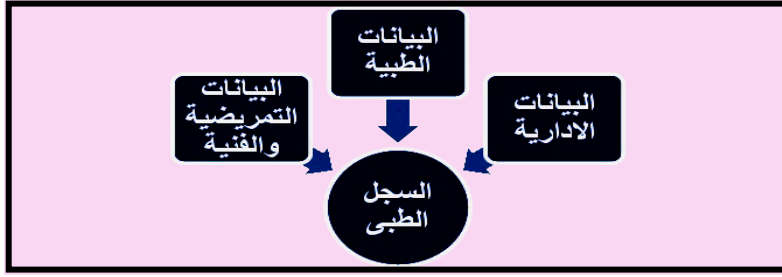 البيانات
الطبية
البيانات
الادارية
البيانات
التمريضية
والفنية
السجل
الطبى